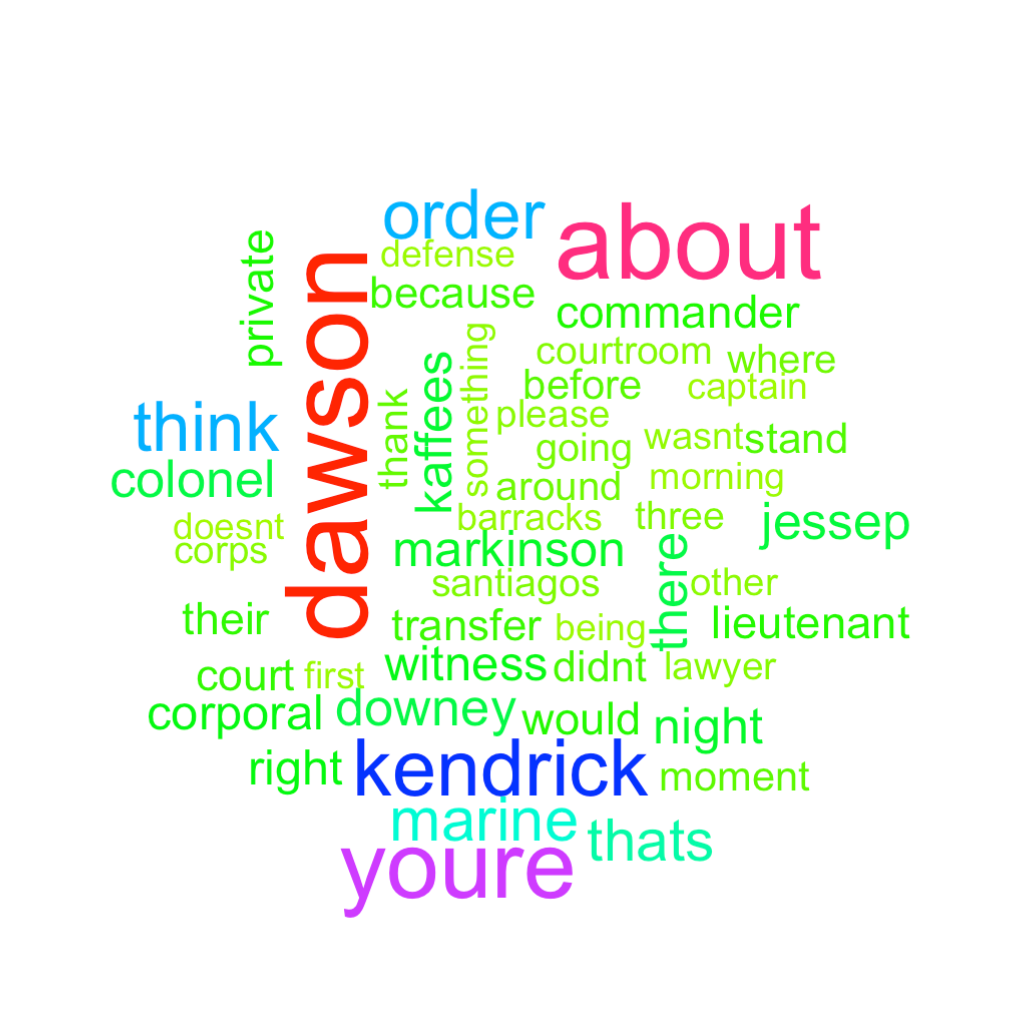 order
about
defense
private
dawson
because
commander
courtroom
where
something
kaffees
before
captain
thank
please
think
going
wasnt
stand
colonel
around
morning
doesnt
barracks
three
jessep
corps
markinson
there
santiagos
other
their
transfer
being
lieutenant
court
first
witness
didnt
lawyer
corporal
downey
would
night
right
kendrick
moment
marine
thats
youre